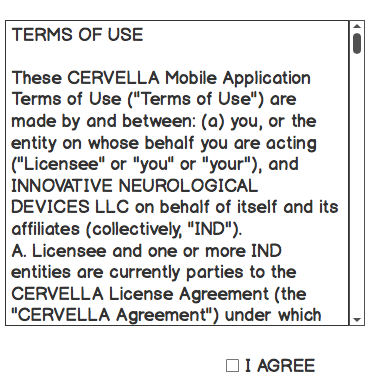 TERMS OF USE
These CERVELLA Mobile Application
Terms of Use ("Terms of Use") are
made by and between: (a) you, or the
entity on whose behalf you are acting
("Licensee" or "you" or "your"), and
INNOVATIVE NEUROLOGICAL
DEVICES LLC on behalf of itself and its
affiliates (collectively, "IND").
A. Licensee and one or more IND
entities are currently parties to the
CERVELLA License Agreement (the
"CERVELLA Agreement") under which
I AGREE